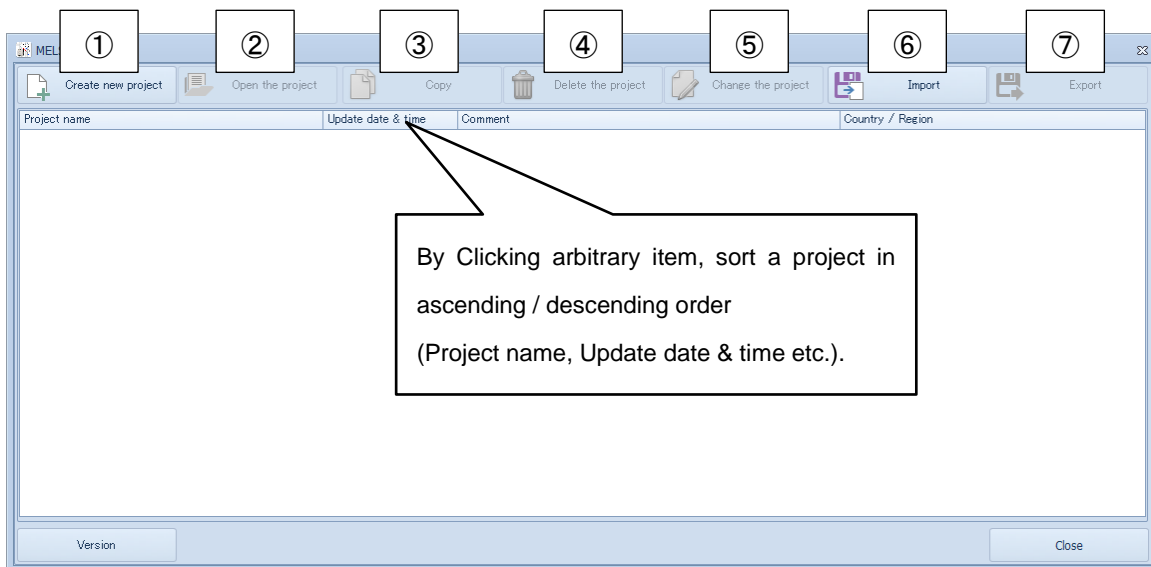 ① ② ③ ④ ⑤ ⑥ ⑦
MELS
Create new project Open the project Copy Delete the project Change the project Import Export
Project name Update date & time Comment Country / Region
By Clicking arbitrary item, sort a project in
ascending / descending order
(Project name, Update date & time etc.).
Version Close